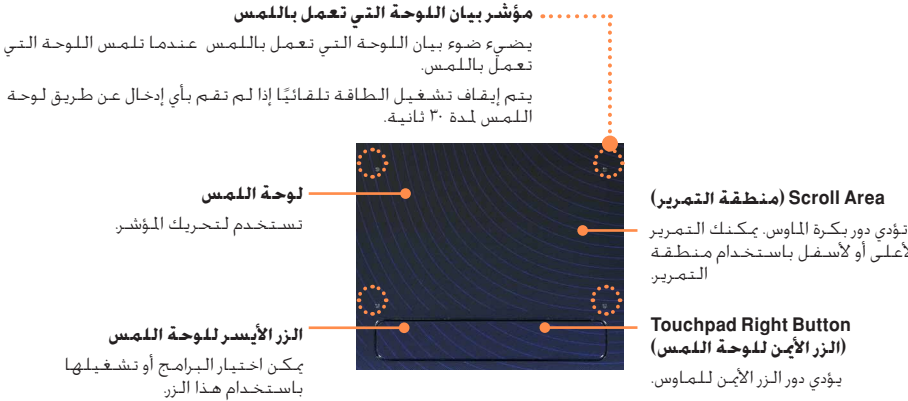 مؤشر بيان اللوحة التي تعمل باللمس
يضيء ضوء بيان اللوحة التي تعمل باللمس عندما تلمس اللوحة التي
تعمل باللمس.
يتم إيقاف تشغيل الطاقة تلقائيًا إذا لم تقم بأي إدخال عن طريق لوحة
اللمس لمدة ٣٠ ثانية.
Scroll Area (منطقة التمرير)
تؤدي دور بكرة الماوس. يمكنك التمرير
لأعلى أو لأسفل باستخدام منطقة
التمرير.
لوحة اللمس
تستخدم لتحريك المؤشر.
Touchpad Right Button
(الزر الأيمن للوحة اللمس)
يؤدي دور الزر الأيمن للماوس.
الزر الأيسر للوحة اللمس
يمكن اختيار البرامج أو تشغيلها
باستخدام هذا الزر.